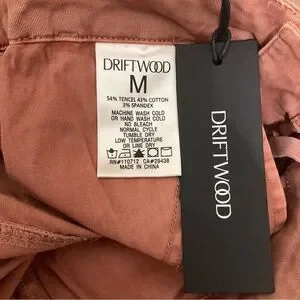 DRIFTWOOD
M
54% TENCEL 43% COTTON
3% SPANDEX
MACHINE WASH COLD
OR HAND WASH COLD
NO BLEACH
NORMAL CYCLE
TUMBLE DRY
LOW TEMPERATURE
OR LINE DRY
RN#110712 CA#29438
MADE IN CHINA
DRIFTWOOD